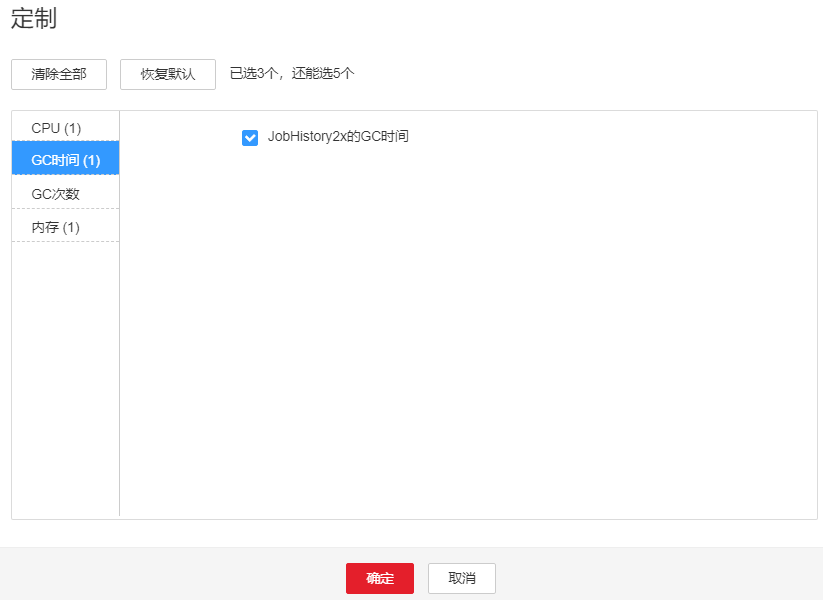 定制
清除全部 恢复默认 已选3个，还能选5个
CPU (1)
JobHistory2x的GC时间
GC时间 (1)
GC次数
内存 (1)
确定 取消